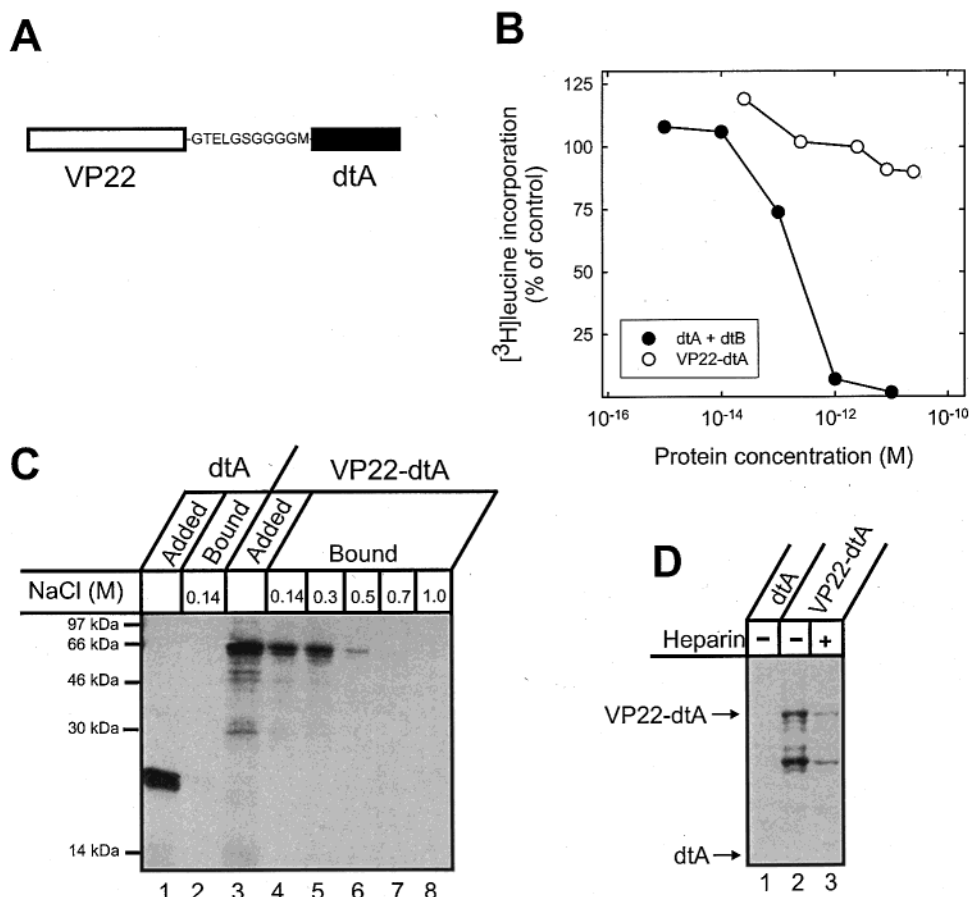 A
-GTELGSGGGGM-
VP22
dtA
B
[³H]leucine incorporation
(% of control)
125
100
75
50
25
dtA + dtB
VP22-dtA
10⁻¹⁶
10⁻¹⁴
10⁻¹²
10⁻¹⁰
Protein concentration (M)
C
dtA
VP22-dtA
Added
Bound
Added
Bound
NaCl (M)
0.14
0.14
0.3
0.5
0.7
1.0
97 kDa
66 kDa
46 kDa
30 kDa
14 kDa
1 2 3 4 5 6 7 8
D
dtA
VP22-dtA
Heparin
− − +
VP22-dtA →
dtA →
1 2 3